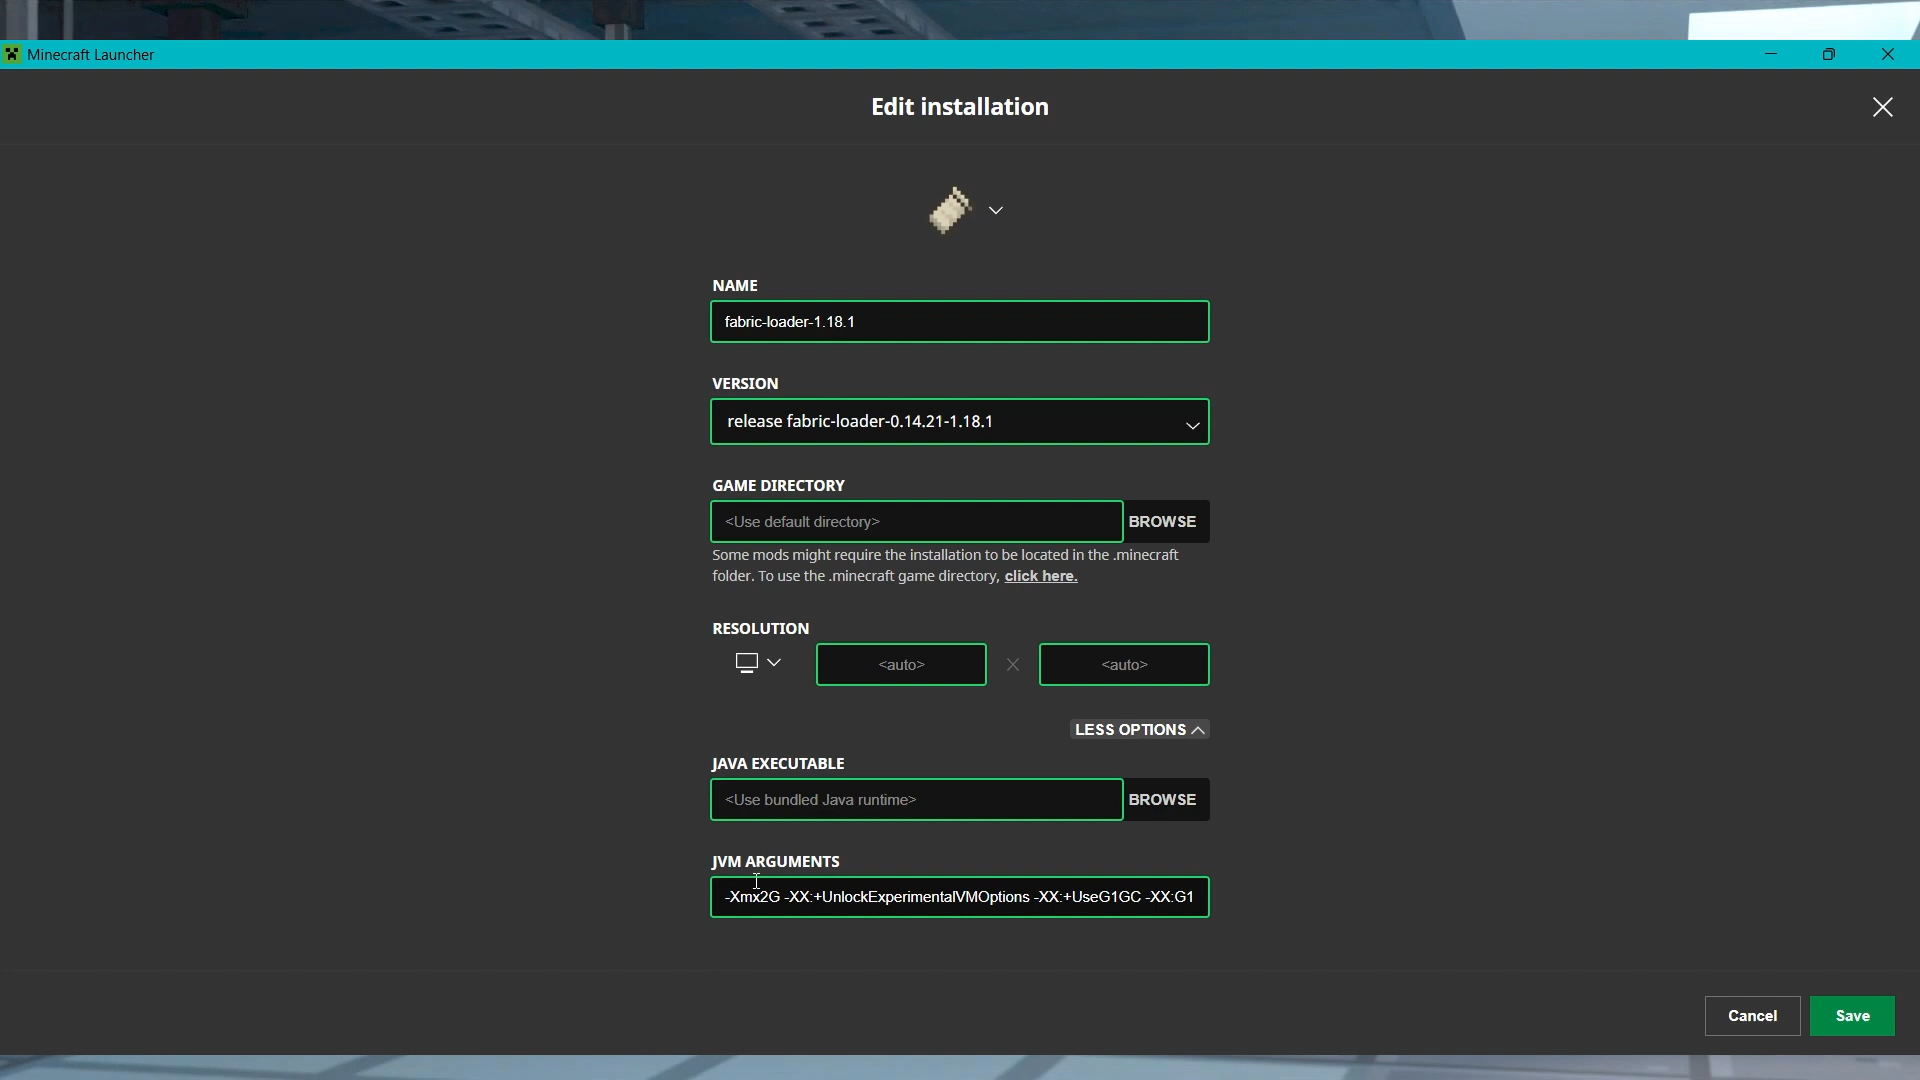 Minecraft Launcher
Edit installation
NAME
fabric-loader-1.18.1
VERSION
release fabric-loader-0.14.21-1.18.1
GAME DIRECTORY
<Use default directory>
BROWSE
Some mods might require the installation to be located in the .minecraft
folder. To use the .minecraft game directory, click here.
RESOLUTION
<auto>
<auto>
LESS OPTIONS
JAVA EXECUTABLE
<Use bundled Java runtime>
BROWSE
JVM ARGUMENTS
-Xmx2G -XX:+UnlockExperimentalVMOptions -XX:+UseG1GC -XX:G1
Cancel
Save